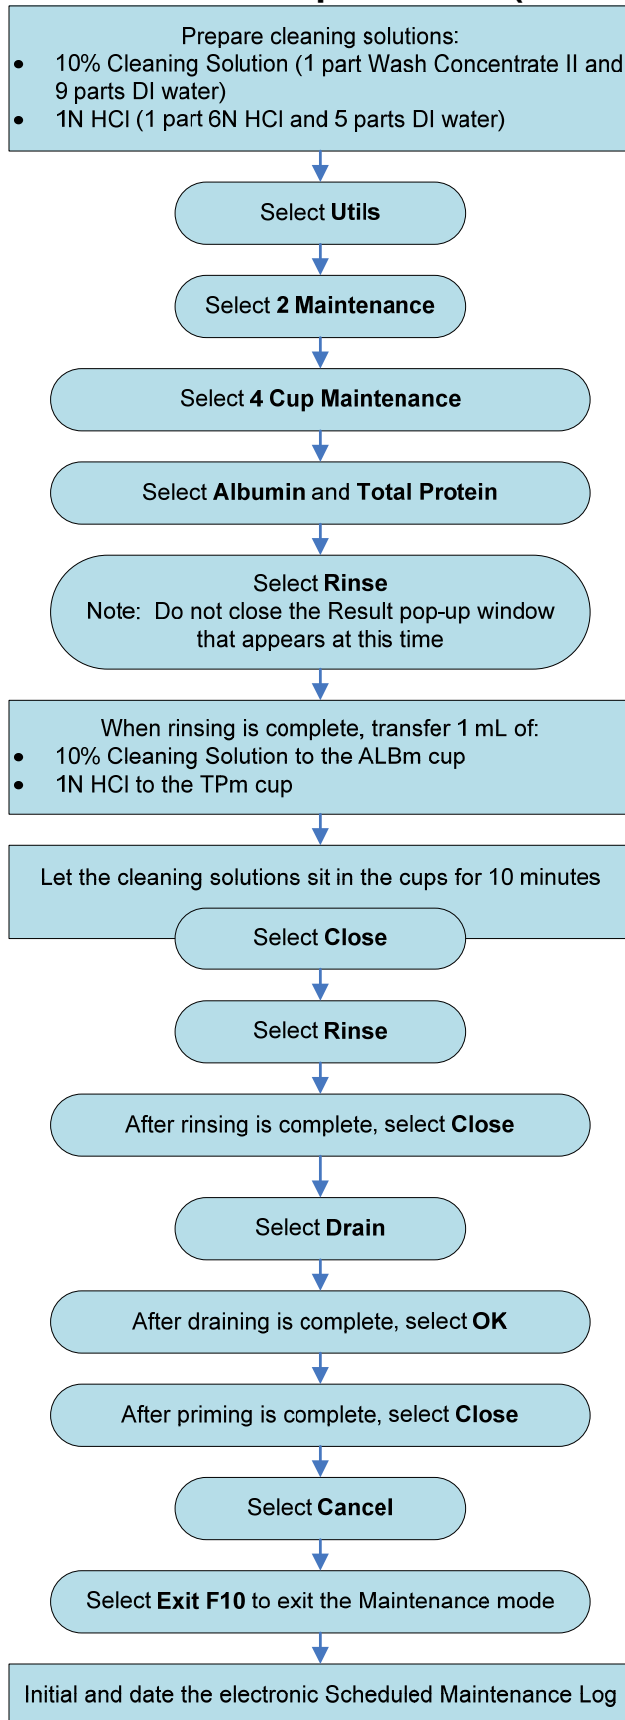 Prepare cleaning solutions:
• 10% Cleaning Solution (1 part Wash Concentrate II and
9 parts DI water)
• 1N HCl (1 part 6N HCl and 5 parts DI water)
Select Utils
Select 2 Maintenance
Select 4 Cup Maintenance
Select Albumin and Total Protein
Select Rinse
Note: Do not close the Result pop-up window
that appears at this time
When rinsing is complete, transfer 1 mL of:
• 10% Cleaning Solution to the ALBm cup
• 1N HCl to the TPm cup
Let the cleaning solutions sit in the cups for 10 minutes
Select Close
Select Rinse
After rinsing is complete, select Close
Select Drain
After draining is complete, select OK
After priming is complete, select Close
Select Cancel
Select Exit F10 to exit the Maintenance mode
Initial and date the electronic Scheduled Maintenance Log